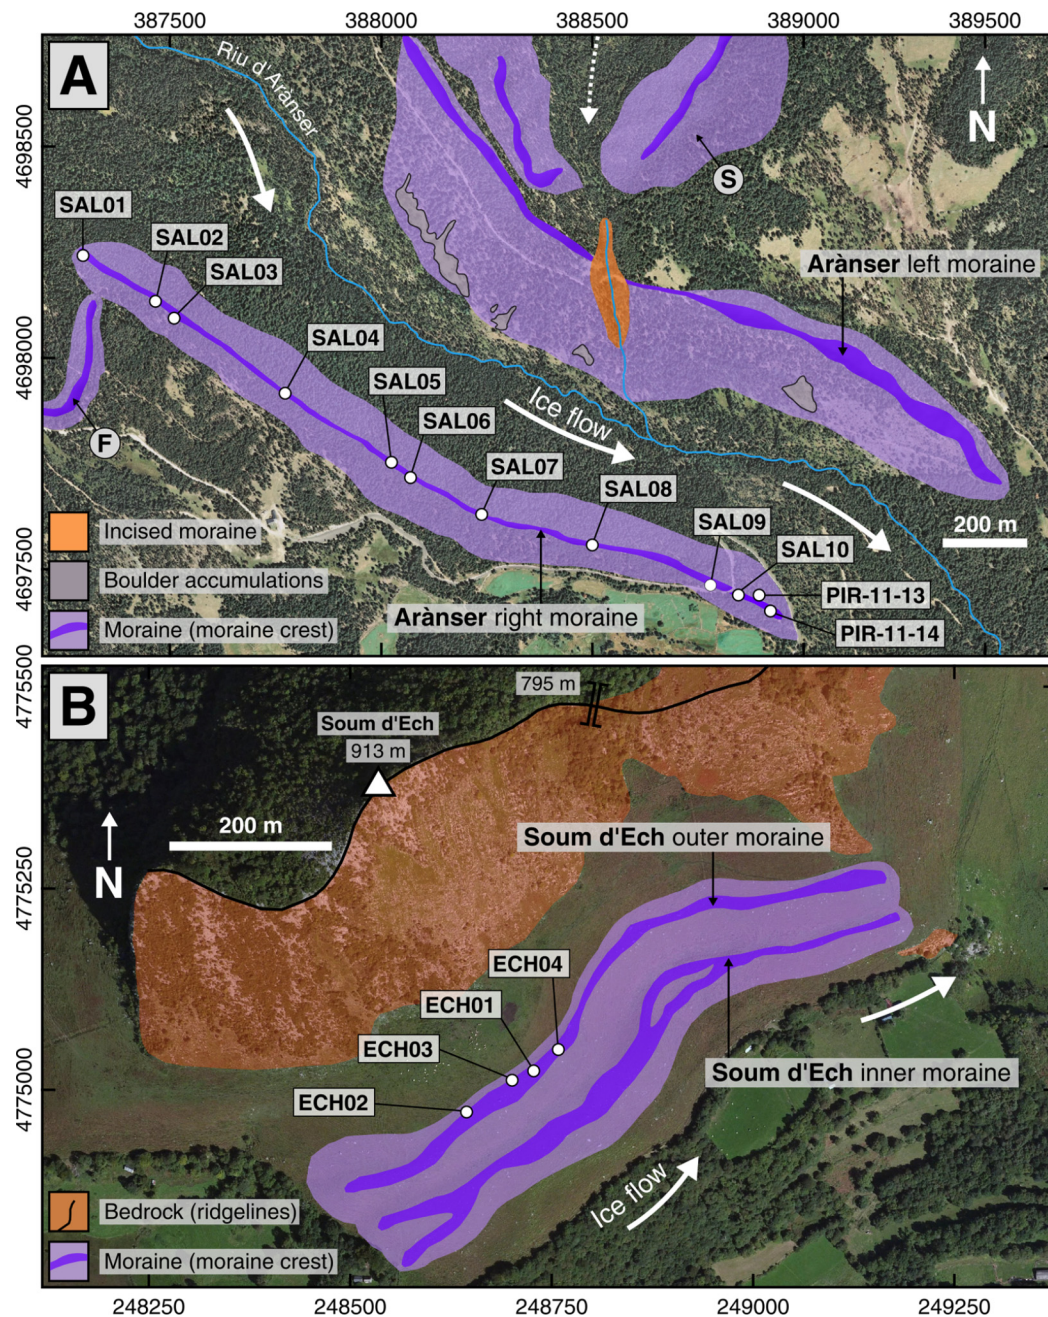 387500 388000 388500 389000 389500
A
Riu d'Arànser
N
4698500
S
SAL01
SAL02
SAL03
Arànser left moraine
SAL04
4698000
SAL05
Ice flow
SAL06
F
SAL07
SAL08
SAL09
200 m
Incised moraine
SAL10
4697500
Boulder accumulations
PIR-11-13
Arànser right moraine
Moraine (moraine crest)
PIR-11-14
4775500
B
795 m
Soum d'Ech
913 m
200 m
Soum d'Ech outer moraine
N
4775250
ECH04
ECH01
ECH03
Soum d'Ech inner moraine
4775000
ECH02
Ice flow
Bedrock (ridgelines)
Moraine (moraine crest)
248250 248500 248750 249000 249250